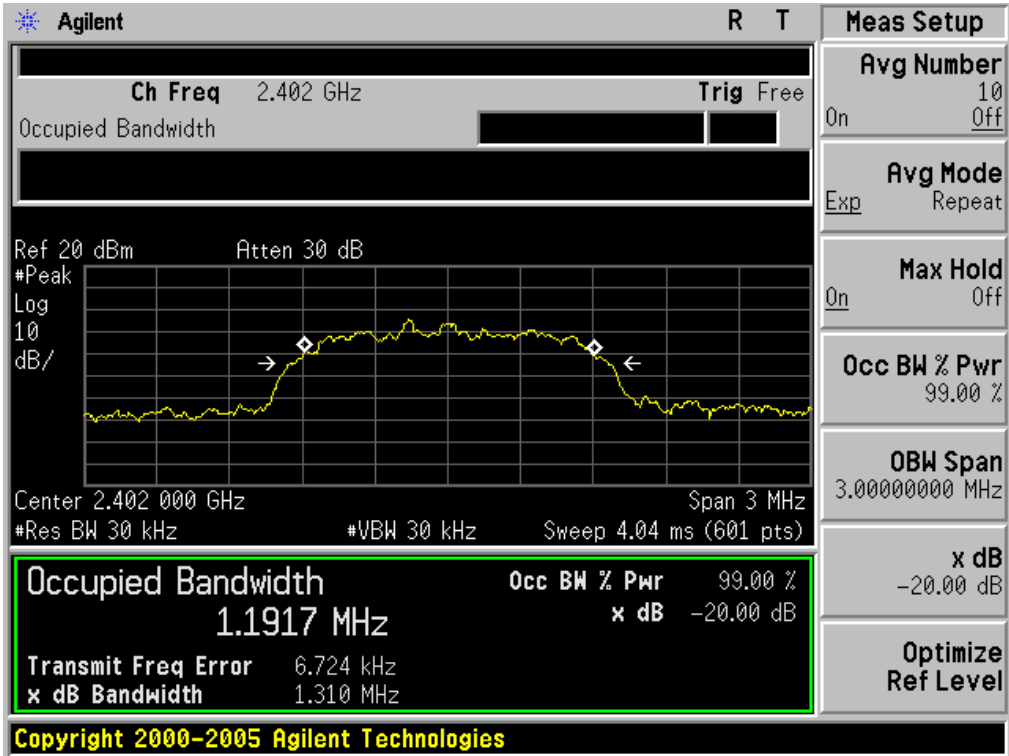 Agilent R T
Ch Freq 2.402 GHz Trig Free
Occupied Bandwidth
Ref 20 dBm Atten 30 dB
#Peak
Log
10
dB/
Center 2.402 000 GHz Span 3 MHz
#Res BW 30 kHz #VBW 30 kHz Sweep 4.04 ms (601 pts)
Occupied Bandwidth Occ BW % Pwr 99.00 %
1.1917 MHz x dB -20.00 dB
Transmit Freq Error 6.724 kHz
x dB Bandwidth 1.310 MHz
Copyright 2000-2005 Agilent Technologies
Meas Setup
Avg Number
10
On Off
Avg Mode
Exp Repeat
Max Hold
On Off
Occ BW % Pwr
99.00 %
OBW Span
3.00000000 MHz
x dB
-20.00 dB
Optimize
Ref Level